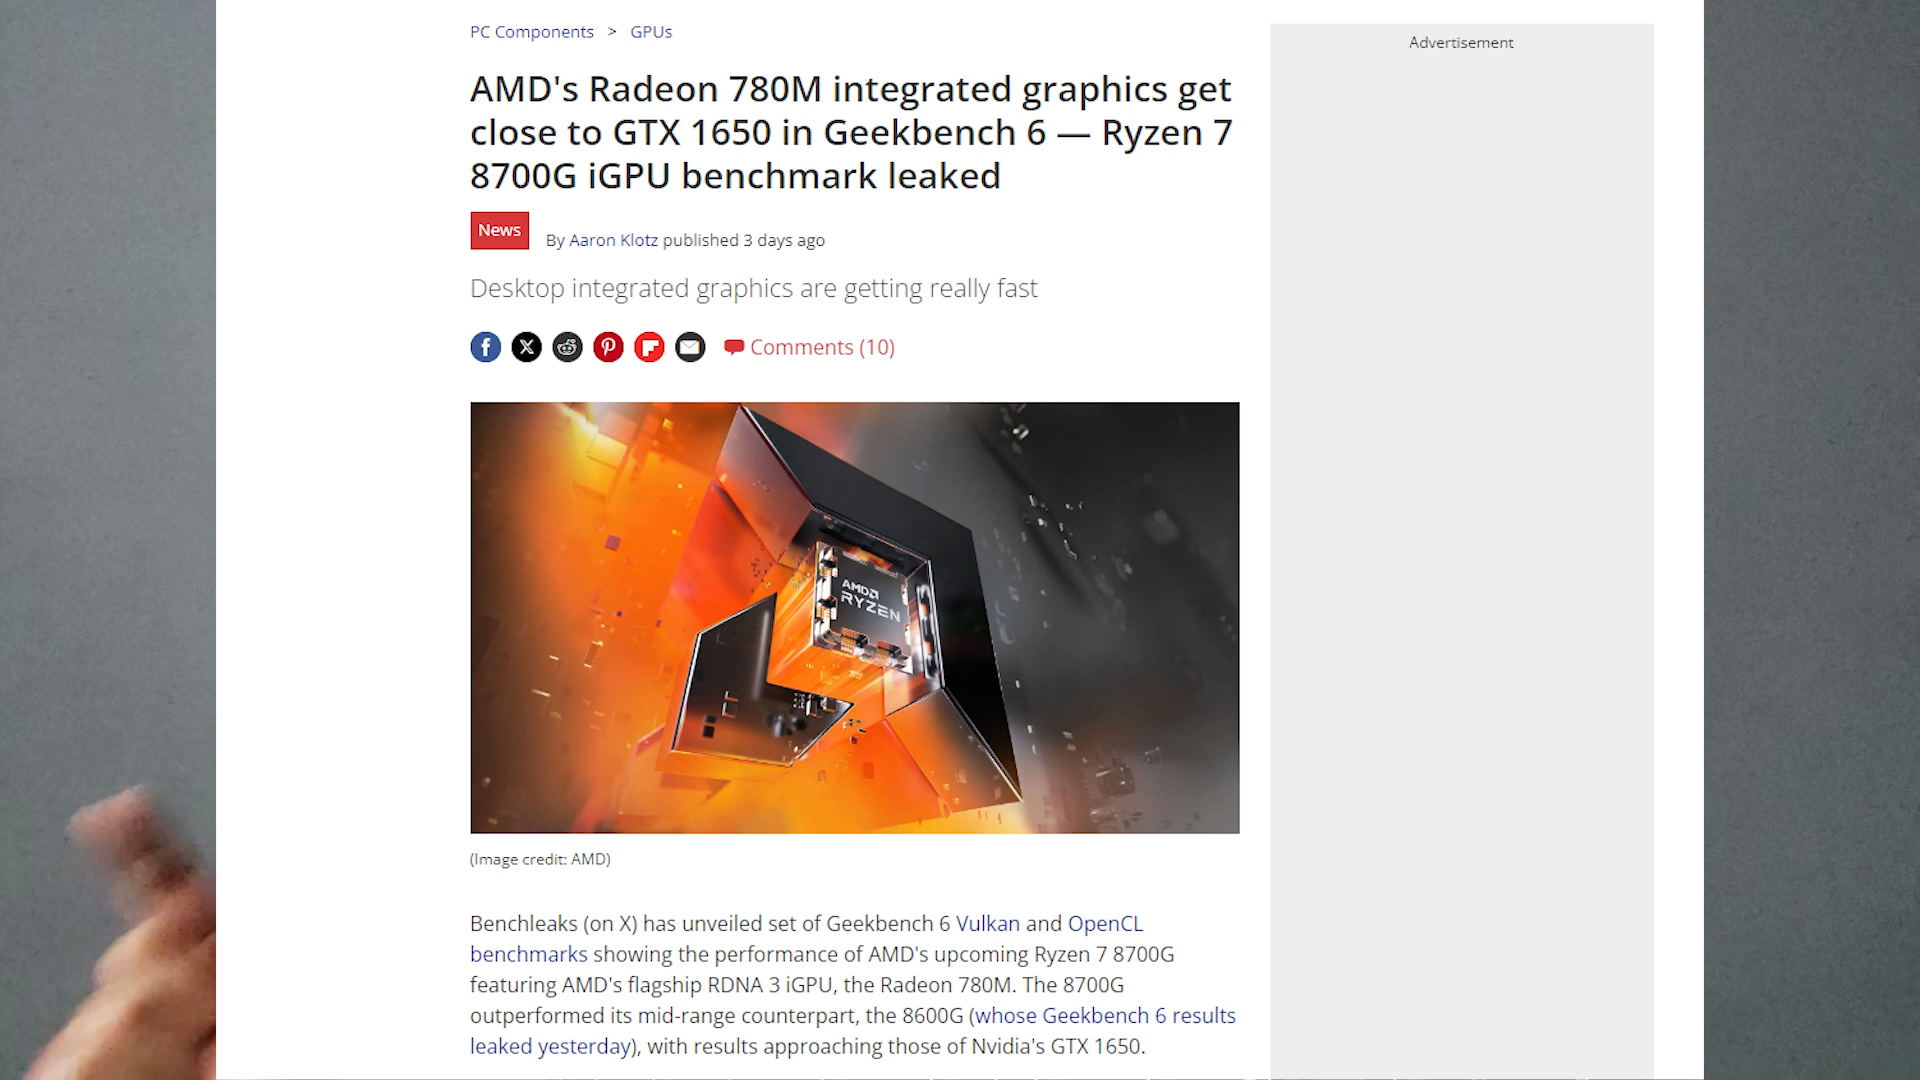 PC Components > GPUs
Advertisement
AMD's Radeon 780M integrated graphics get
close to GTX 1650 in Geekbench 6 — Ryzen 7
8700G iGPU benchmark leaked
News
By Aaron Klotz published 3 days ago
Desktop integrated graphics are getting really fast
Comments (10)
AMD
RYZEN
(Image credit: AMD)
Benchleaks (on X) has unveiled set of Geekbench 6 Vulkan and OpenCL
benchmarks showing the performance of AMD's upcoming Ryzen 7 8700G
featuring AMD's flagship RDNA 3 iGPU, the Radeon 780M. The 8700G
outperformed its mid-range counterpart, the 8600G (whose Geekbench 6 results
leaked yesterday), with results approaching those of Nvidia's GTX 1650.